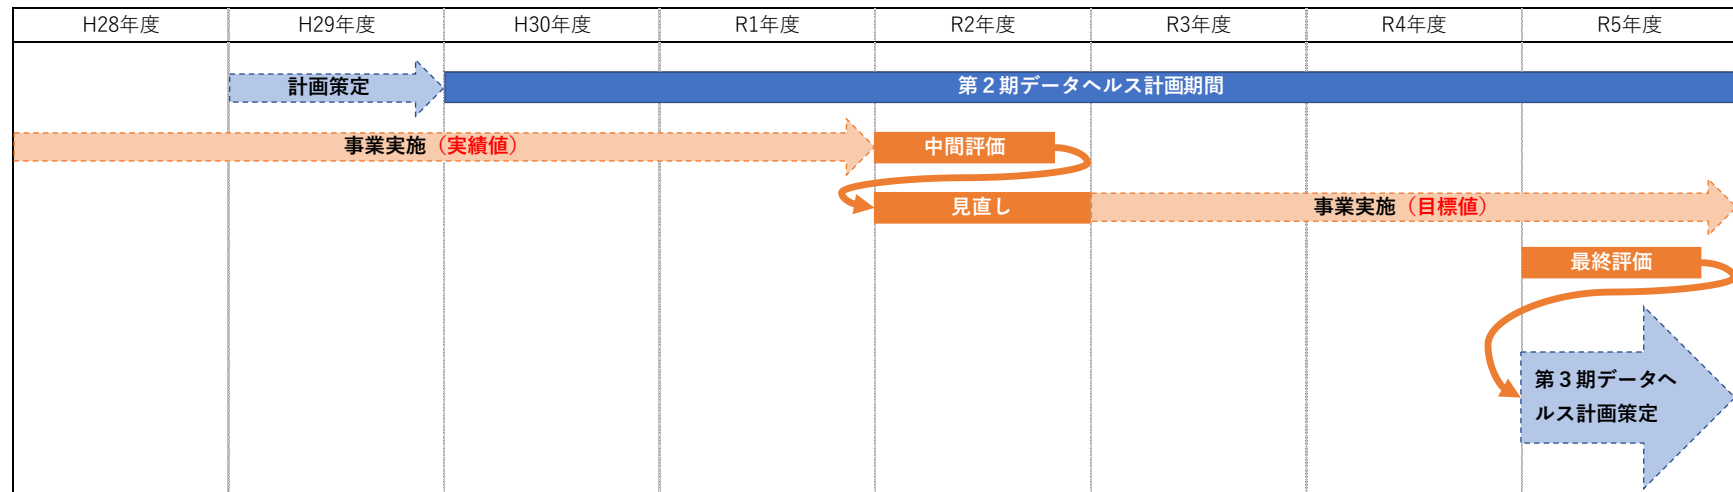 H28年度
H29年度
H30年度
R1年度
R2年度
R3年度
R4年度
R5年度
計画策定
第２期データヘルス計画期間
事業実施（実績値）
中間評価
見直し
事業実施（目標値）
最終評価
第３期データヘ
ルス計画策定